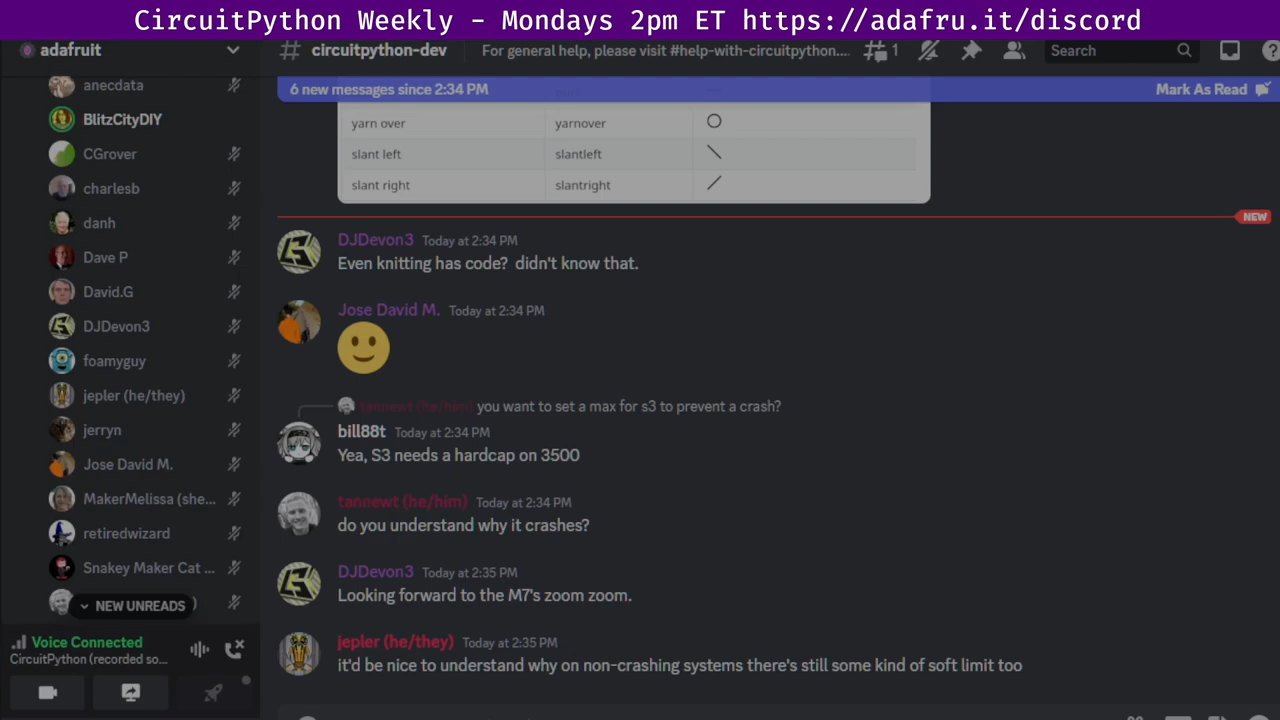 CircuitPython Weekly - Mondays 2pm ET https://adafru.it/discord
adafruit
# circuitpython-dev
For general help, please visit #help-with-circuitpython....
1
Search
6 new messages since 2:34 PM
Mark As Read
anecdata
BlitzCityDIY
CGrover
charlesb
danh
Dave P
David.G
DJDevon3
foamyguy
jepler (he/they)
jerryn
Jose David M.
MakerMelissa (she...
retiredwizard
Snakey Maker Cat ...
NEW UNREADS
)
Voice Connected
CircuitPython (recorded so...
yarn over yarnover
slant left slantleft
slant right slantright
NEW
DJDevon3 Today at 2:34 PM
Even knitting has code? didn't know that.
Jose David M. Today at 2:34 PM
tannewt (he/him) you want to set a max for s3 to prevent a crash?
bill88t Today at 2:34 PM
Yea, S3 needs a hardcap on 3500
tannewt (he/him) Today at 2:34 PM
do you understand why it crashes?
DJDevon3 Today at 2:35 PM
Looking forward to the M7's zoom zoom.
jepler (he/they) Today at 2:35 PM
it'd be nice to understand why on non-crashing systems there's still some kind of soft limit too